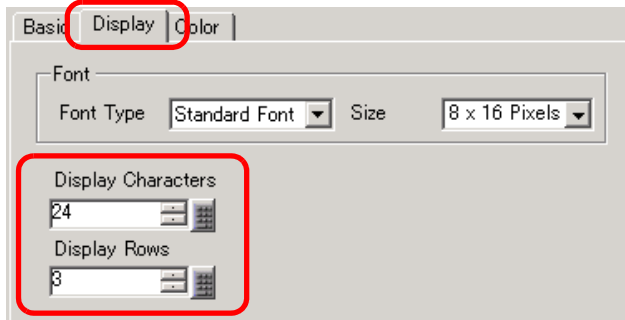 Basic Display Color
Font
Font Type Standard Font Size 8 x 16 Pixels
Display Characters
24
Display Rows
3